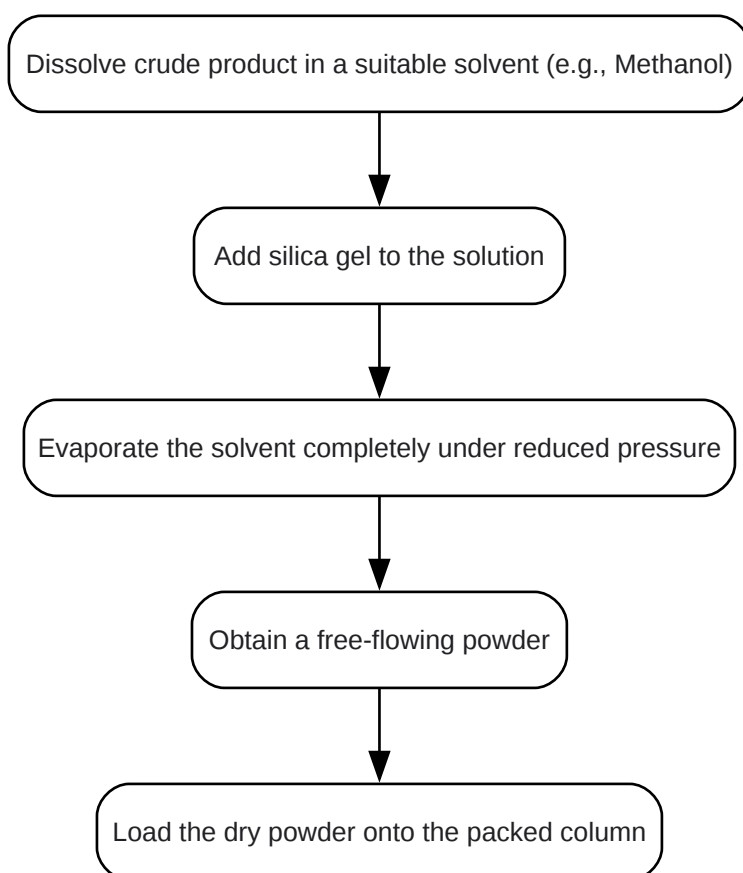 Dissolve crude product in a suitable solvent (e.g., Methanol)
Add silica gel to the solution
Evaporate the solvent completely under reduced pressure
Obtain a free-flowing powder
Load the dry powder onto the packed column